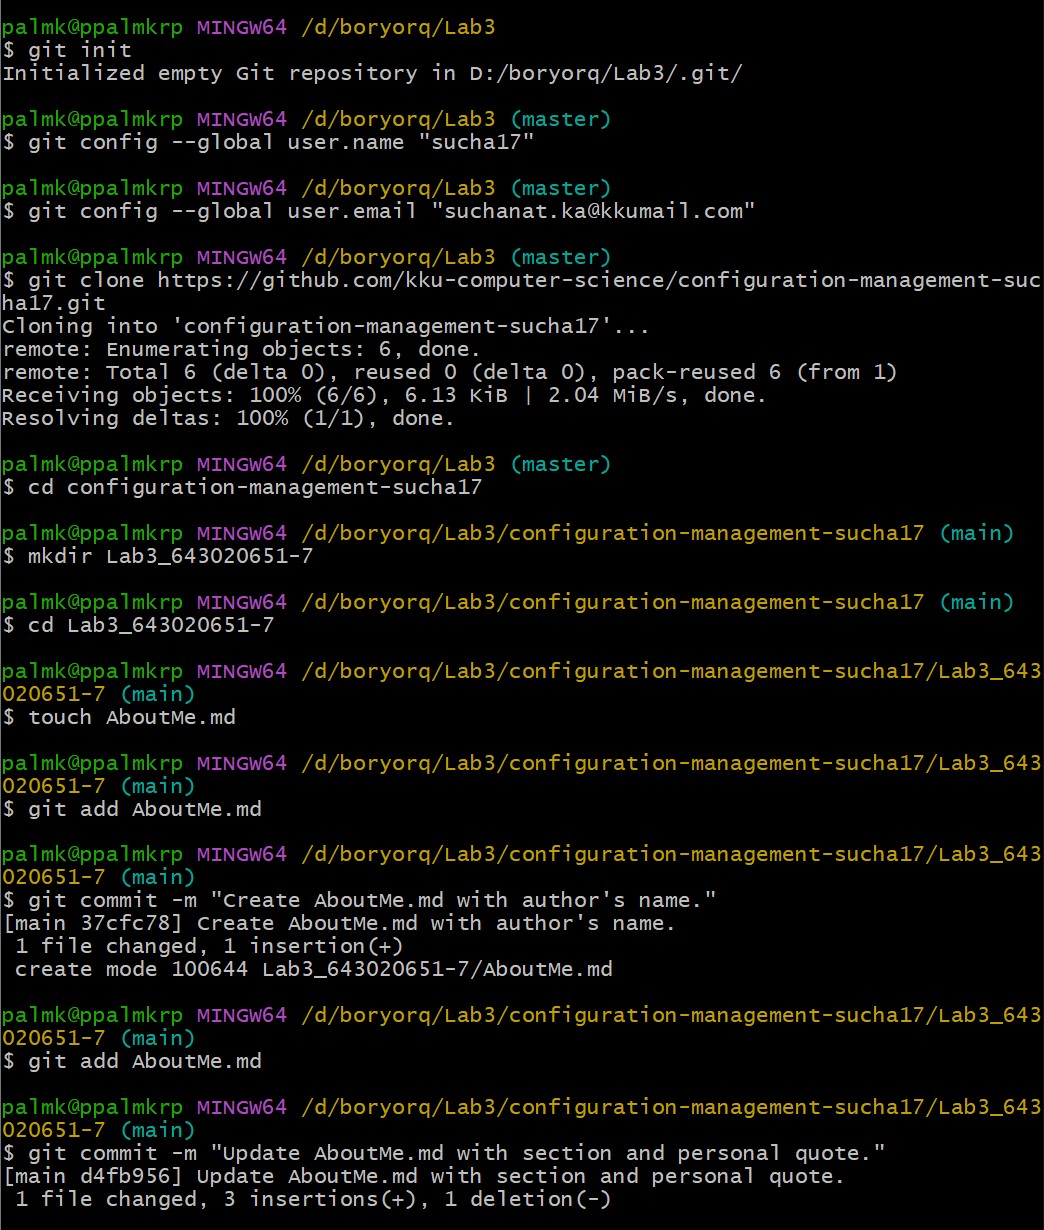 palmk@ppalmkrp MINGW64 /d/boryorq/Lab3
$ git init
Initialized empty Git repository in D:/boryorq/Lab3/.git/
palmk@ppalmkrp MINGW64 /d/boryorq/Lab3 (master)
$ git config --global user.name "sucha17"
palmk@ppalmkrp MINGW64 /d/boryorq/Lab3 (master)
$ git config --global user.email "suchanat.ka@kkumail.com"
palmk@ppalmkrp MINGW64 /d/boryorq/Lab3 (master)
$ git clone https://github.com/kku-computer-science/configuration-management-suc
ha17.git
Cloning into 'configuration-management-sucha17'...
remote: Enumerating objects: 6, done.
remote: Total 6 (delta 0), reused 0 (delta 0), pack-reused 6 (from 1)
Receiving objects: 100% (6/6), 6.13 KiB | 2.04 MiB/s, done.
Resolving deltas: 100% (1/1), done.
palmk@ppalmkrp MINGW64 /d/boryorq/Lab3 (master)
$ cd configuration-management-sucha17
palmk@ppalmkrp MINGW64 /d/boryorq/Lab3/configuration-management-sucha17 (main)
$ mkdir Lab3_643020651-7
palmk@ppalmkrp MINGW64 /d/boryorq/Lab3/configuration-management-sucha17 (main)
$ cd Lab3_643020651-7
palmk@ppalmkrp MINGW64 /d/boryorq/Lab3/configuration-management-sucha17/Lab3_643
020651-7 (main)
$ touch AboutMe.md
palmk@ppalmkrp MINGW64 /d/boryorq/Lab3/configuration-management-sucha17/Lab3_643
020651-7 (main)
$ git add AboutMe.md
palmk@ppalmkrp MINGW64 /d/boryorq/Lab3/configuration-management-sucha17/Lab3_643
020651-7 (main)
$ git commit -m "Create AboutMe.md with author's name."
[main 37cfc78] Create AboutMe.md with author's name.
1 file changed, 1 insertion(+)
create mode 100644 Lab3_643020651-7/AboutMe.md
palmk@ppalmkrp MINGW64 /d/boryorq/Lab3/configuration-management-sucha17/Lab3_643
020651-7 (main)
$ git add AboutMe.md
palmk@ppalmkrp MINGW64 /d/boryorq/Lab3/configuration-management-sucha17/Lab3_643
020651-7 (main)
$ git commit -m "Update AboutMe.md with section and personal quote."
[main d4fb956] Update AboutMe.md with section and personal quote.
1 file changed, 3 insertions(+), 1 deletion(-)